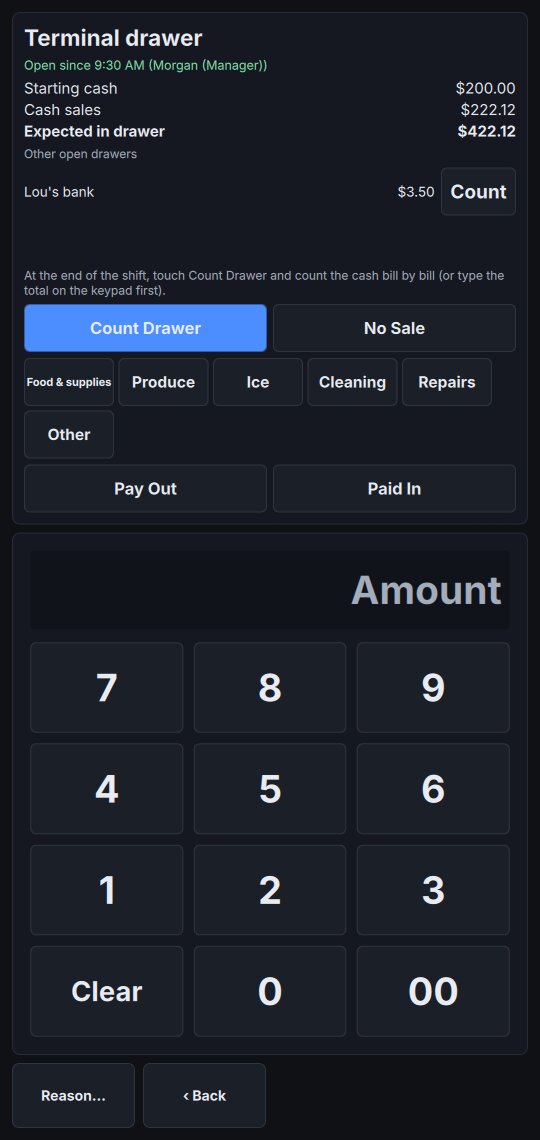 Terminal drawer
Open since 9:30 AM (Morgan (Manager))
Starting cash $200.00
Cash sales $222.12
Expected in drawer $422.12
Other open drawers
Lou's bank $3.50 Count
At the end of the shift, touch Count Drawer and count the cash bill by bill (or type the
total on the keypad first).
Count Drawer No Sale
Food & supplies Produce Ice Cleaning Repairs
Other
Pay Out Paid In
Amount
7 8 9
4 5 6
1 2 3
Clear 0 00
Reason... ‹ Back